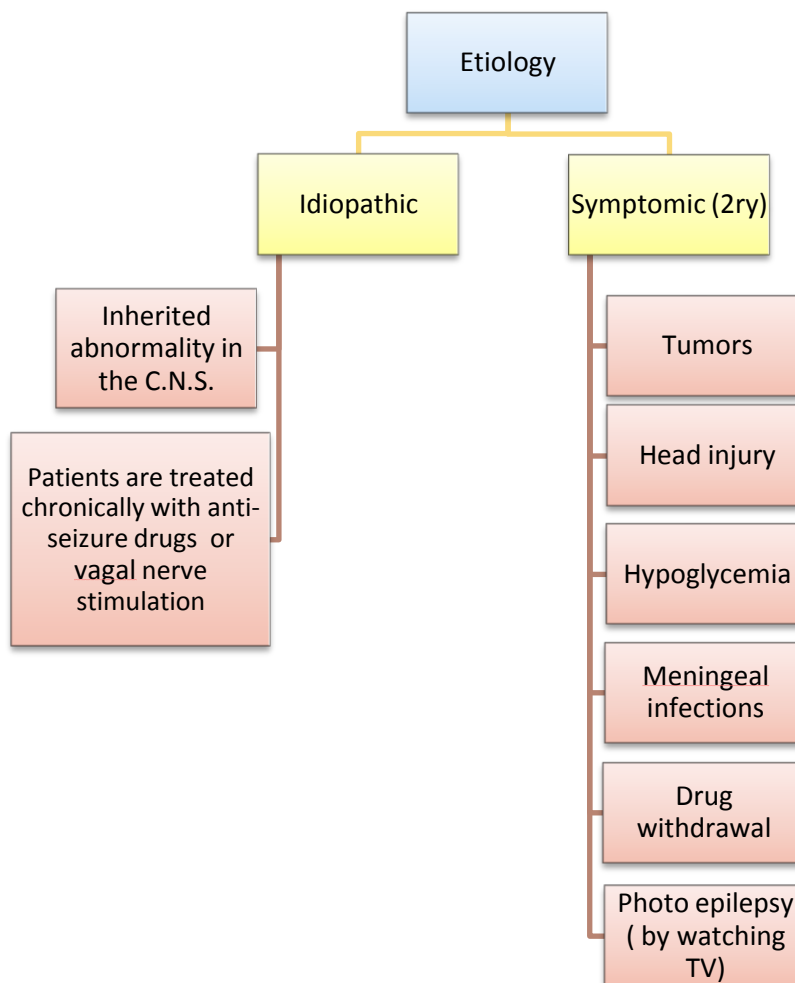 Etiology
Idiopathic
Inherited
abnormality in
the C.N.S.
Patients are treated
chronically with anti-
seizure drugs or
vagal nerve
stimulation
Symptomic (2ry)
Tumors
Head injury
Hypoglycemia
Meningeal
infections
Drug
withdrawal
Photo epilepsy
( by watching
TV)